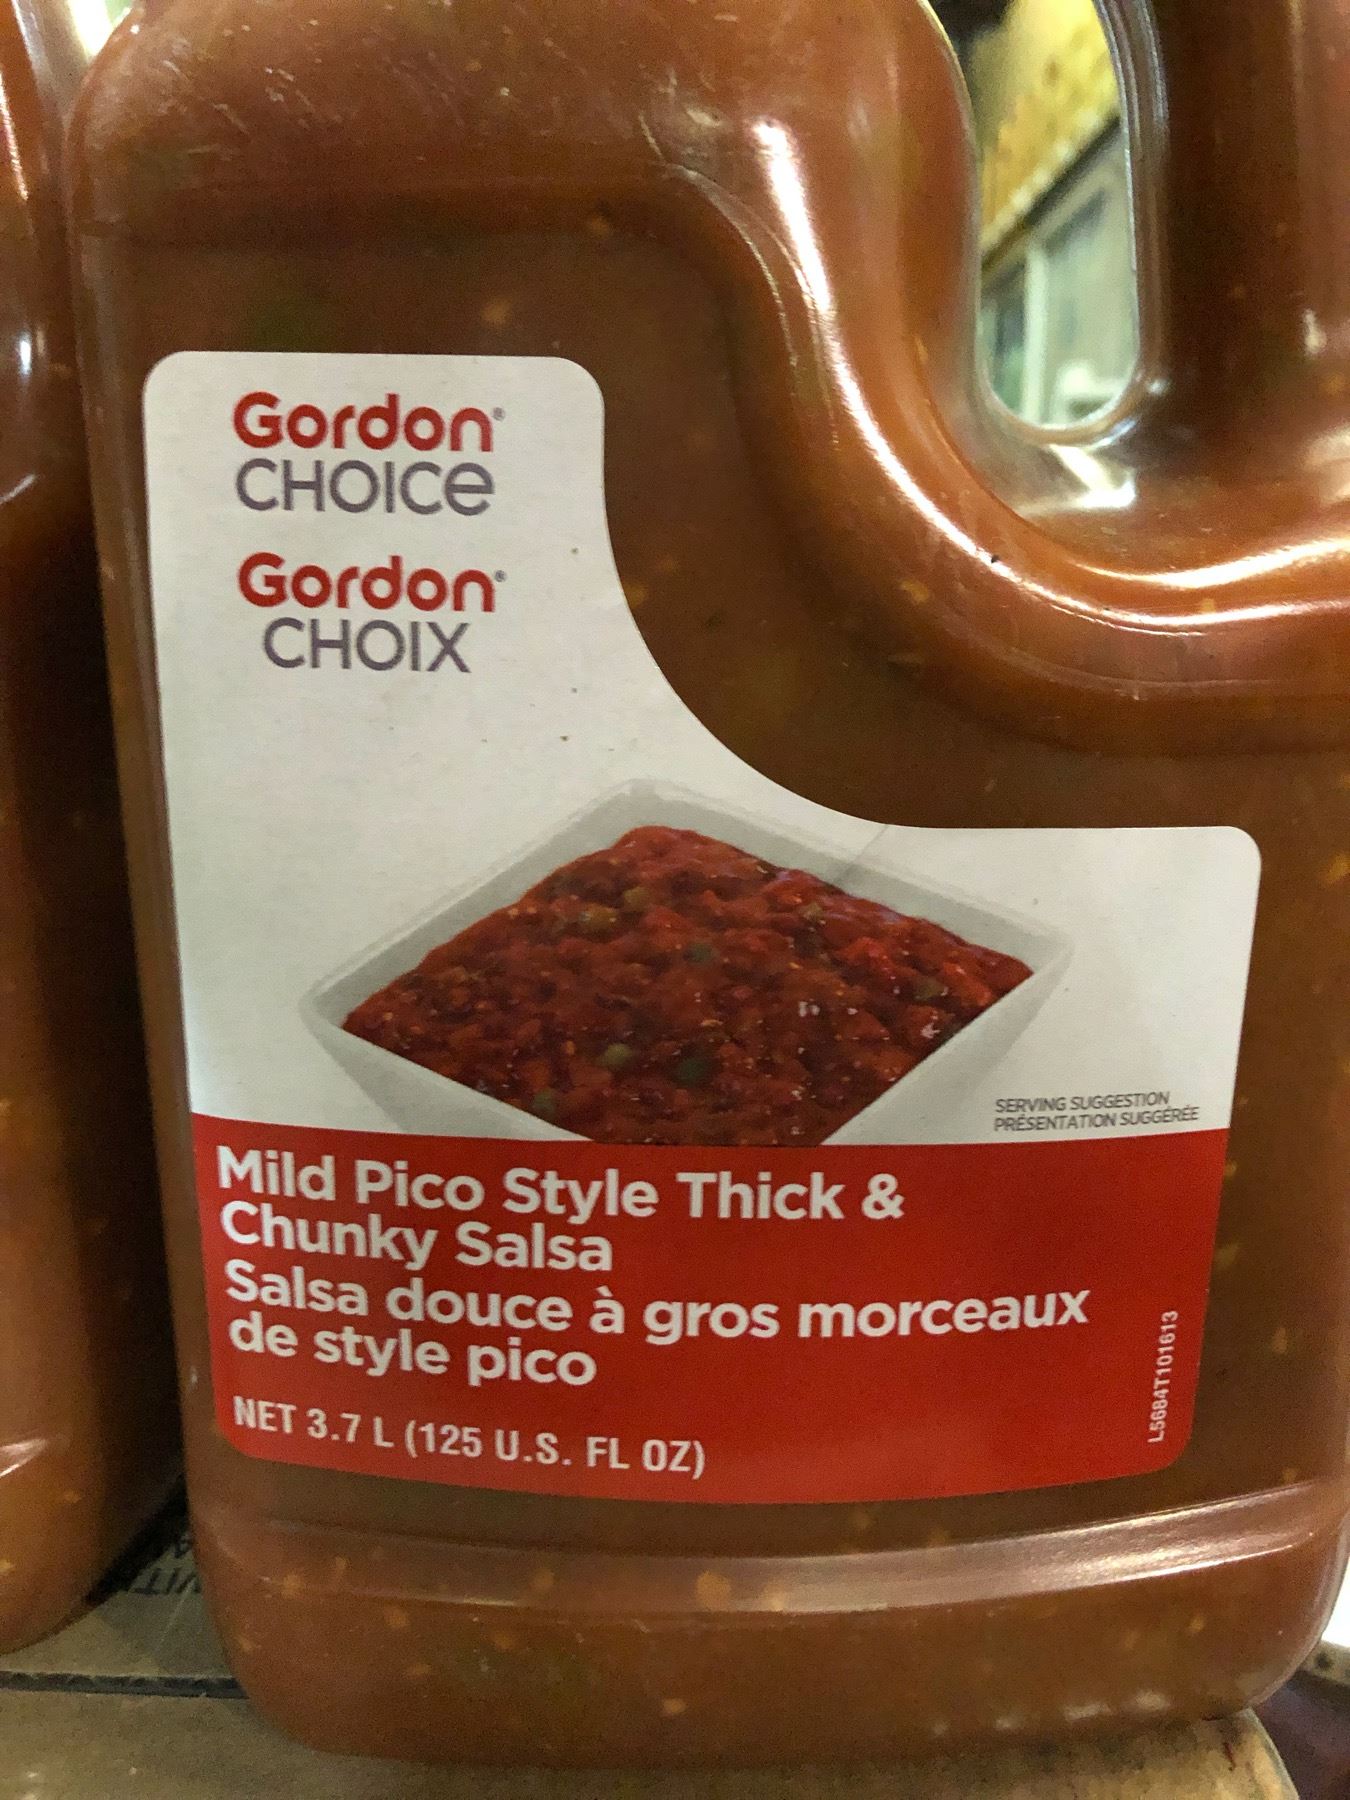 Gordon®
CHOICe
Gordon®
CHOIX
SERVING SUGGESTION
PRÉSENTATION SUGGÉRÉE
Mild Pico Style Thick &
Chunky Salsa
Salsa douce à gros morceaux
de style pico
NET 3.7 L (125 U.S. FL OZ)
L5684T101613